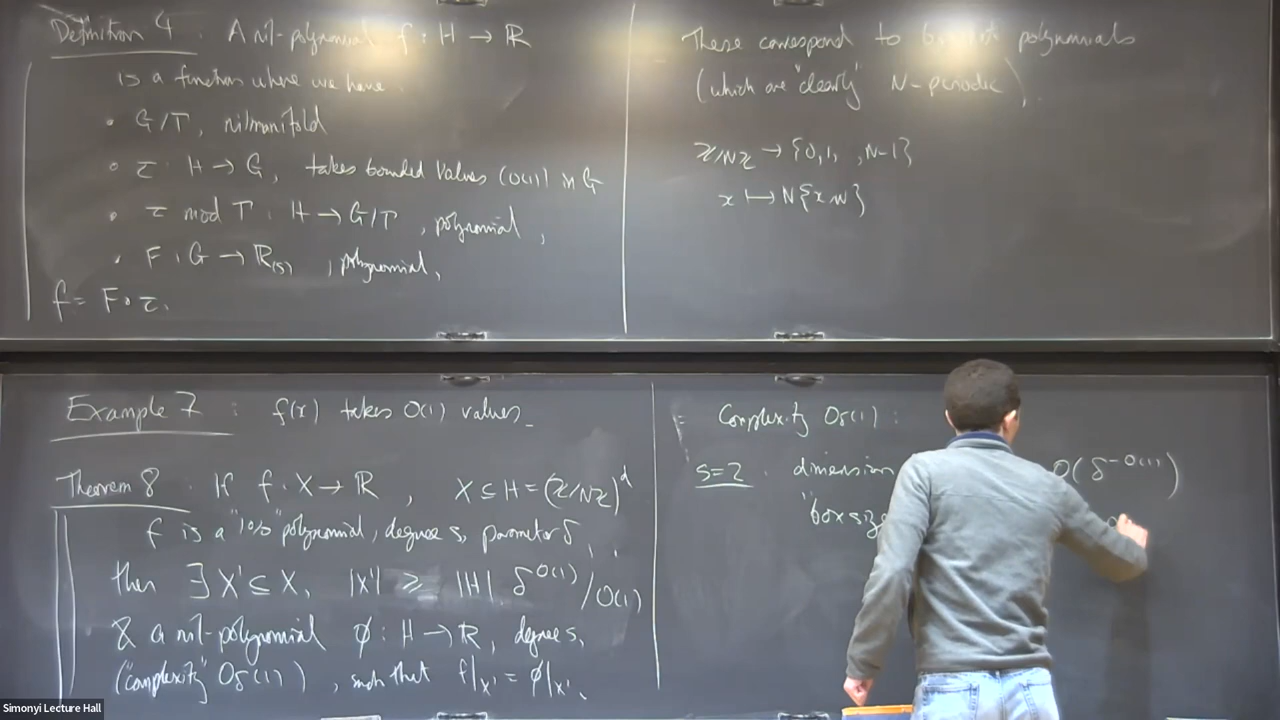 Definition 4 : A nil-polynomial f : H → ℝ
is a function where we have
• G/Γ, nilmanifold
• τ : H → G, takes bounded values (O(1)) in G
• τ mod Γ : H → G/Γ, polynomial,
• F : G → ℝ(s), polynomial,
f = F∘τ.
These correspond to polynomials
(which are "clearly" N-periodic).
ℤ/Nℤ → {0,1, ,N-1}
x ↦ N{x/N}
Example 7 : f(x) takes O(1) values.
Theorem 8 . If f : X → ℝ, X ⊆ H = (ℤ/Nℤ)^d
f is a "10%" polynomial, degree s, parameter δ,
then ∃ X' ⊆ X, |X'| ≥ |H| δ^{O(1)}/O(1)
& a nil-polynomial φ : H → ℝ, degree s,
("complexity" O_δ(1)), such that f|_{X'} = φ|_{X'}.
Complexity O_δ(1) :
s=2 . dimension O(δ^{-O(1)})
"box size
Simonyi Lecture Hall